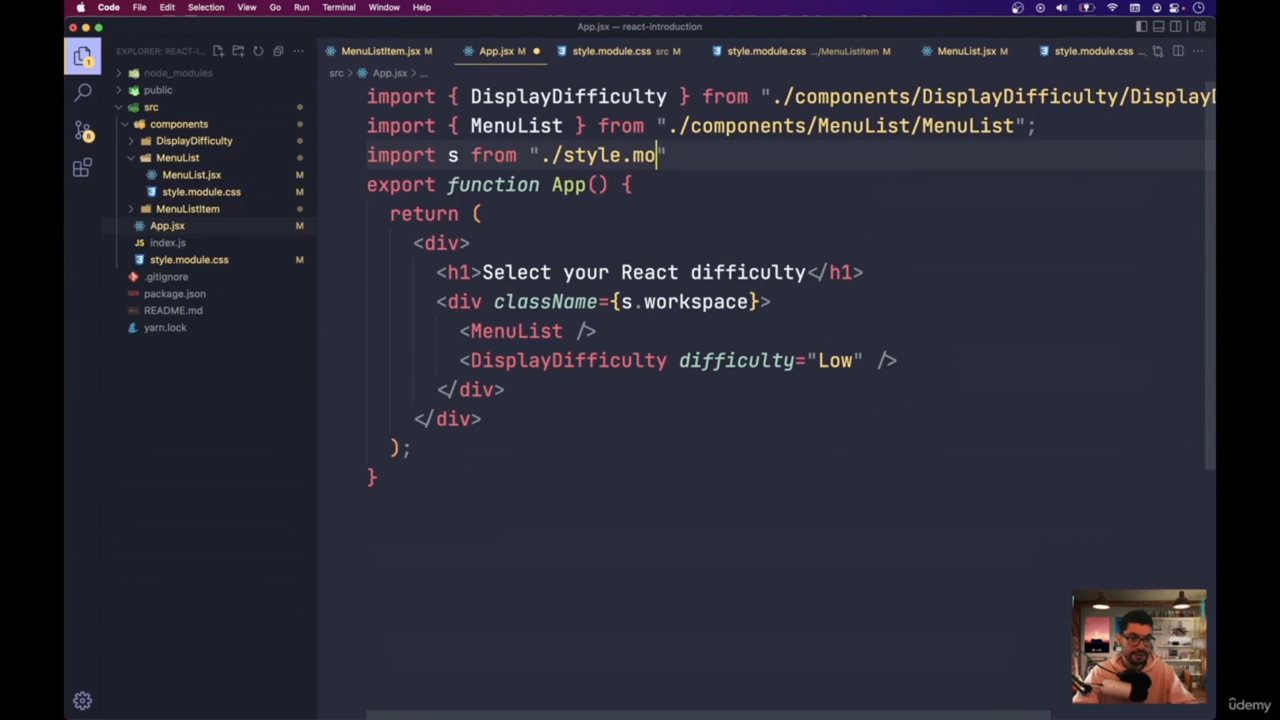 Code File Edit Selection View Go Run Terminal Window Help
App.jsx — react-introduction
EXPLORER: REACT-I...
MenuListItem.jsx M
App.jsx M
style.module.css src M
style.module.css .../MenuListItem M
MenuList.jsx M
style.module.css
src > App.jsx > ...
node_modules
public
src
components
DisplayDifficulty
MenuList
MenuList.jsx M
style.module.css M
MenuListItem
App.jsx M
index.js
style.module.css M
.gitignore
package.json
README.md
yarn.lock
import { DisplayDifficulty } from "./components/DisplayDifficulty/DisplayD
import { MenuList } from "./components/MenuList/MenuList";
import s from "./style.mo"
export function App() {
return (
<div>
<h1>Select your React difficulty</h1>
<div className={s.workspace}>
<MenuList />
<DisplayDifficulty difficulty="Low" />
</div>
</div>
);
}
udemy